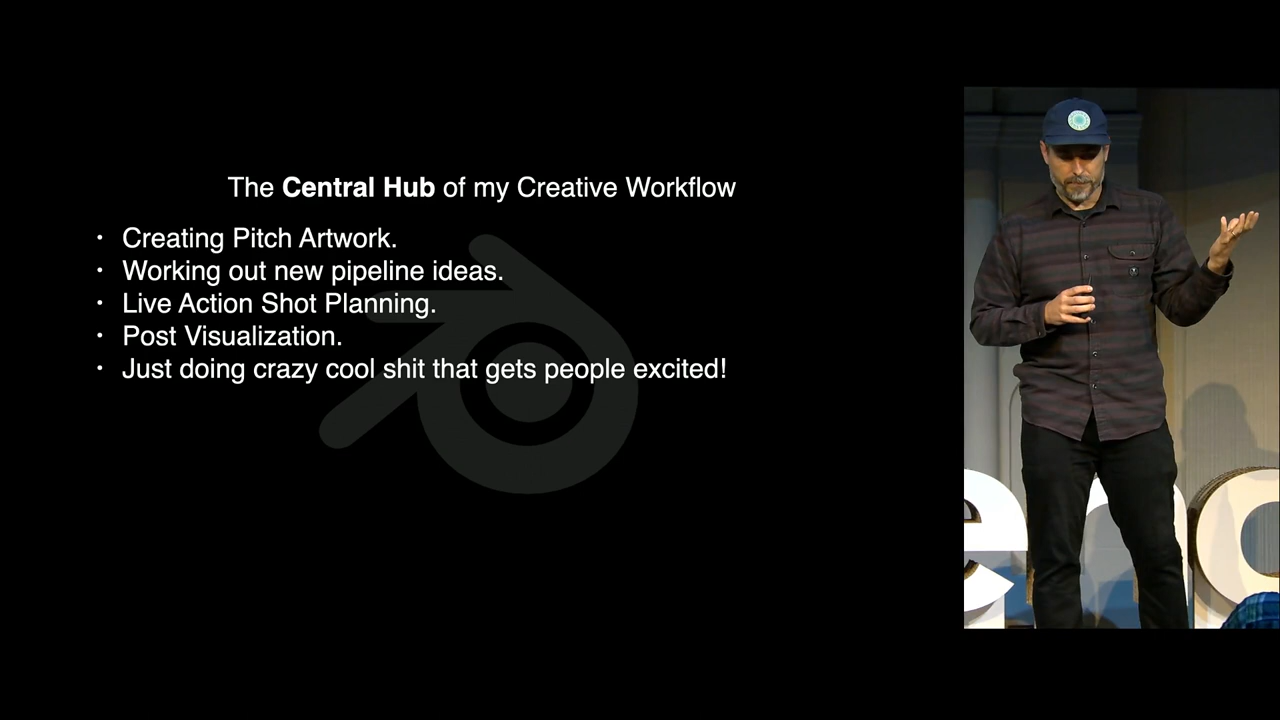 The Central Hub of my Creative Workflow
• Creating Pitch Artwork.
• Working out new pipeline ideas.
• Live Action Shot Planning.
• Post Visualization.
• Just doing crazy cool shit that gets people excited!
en